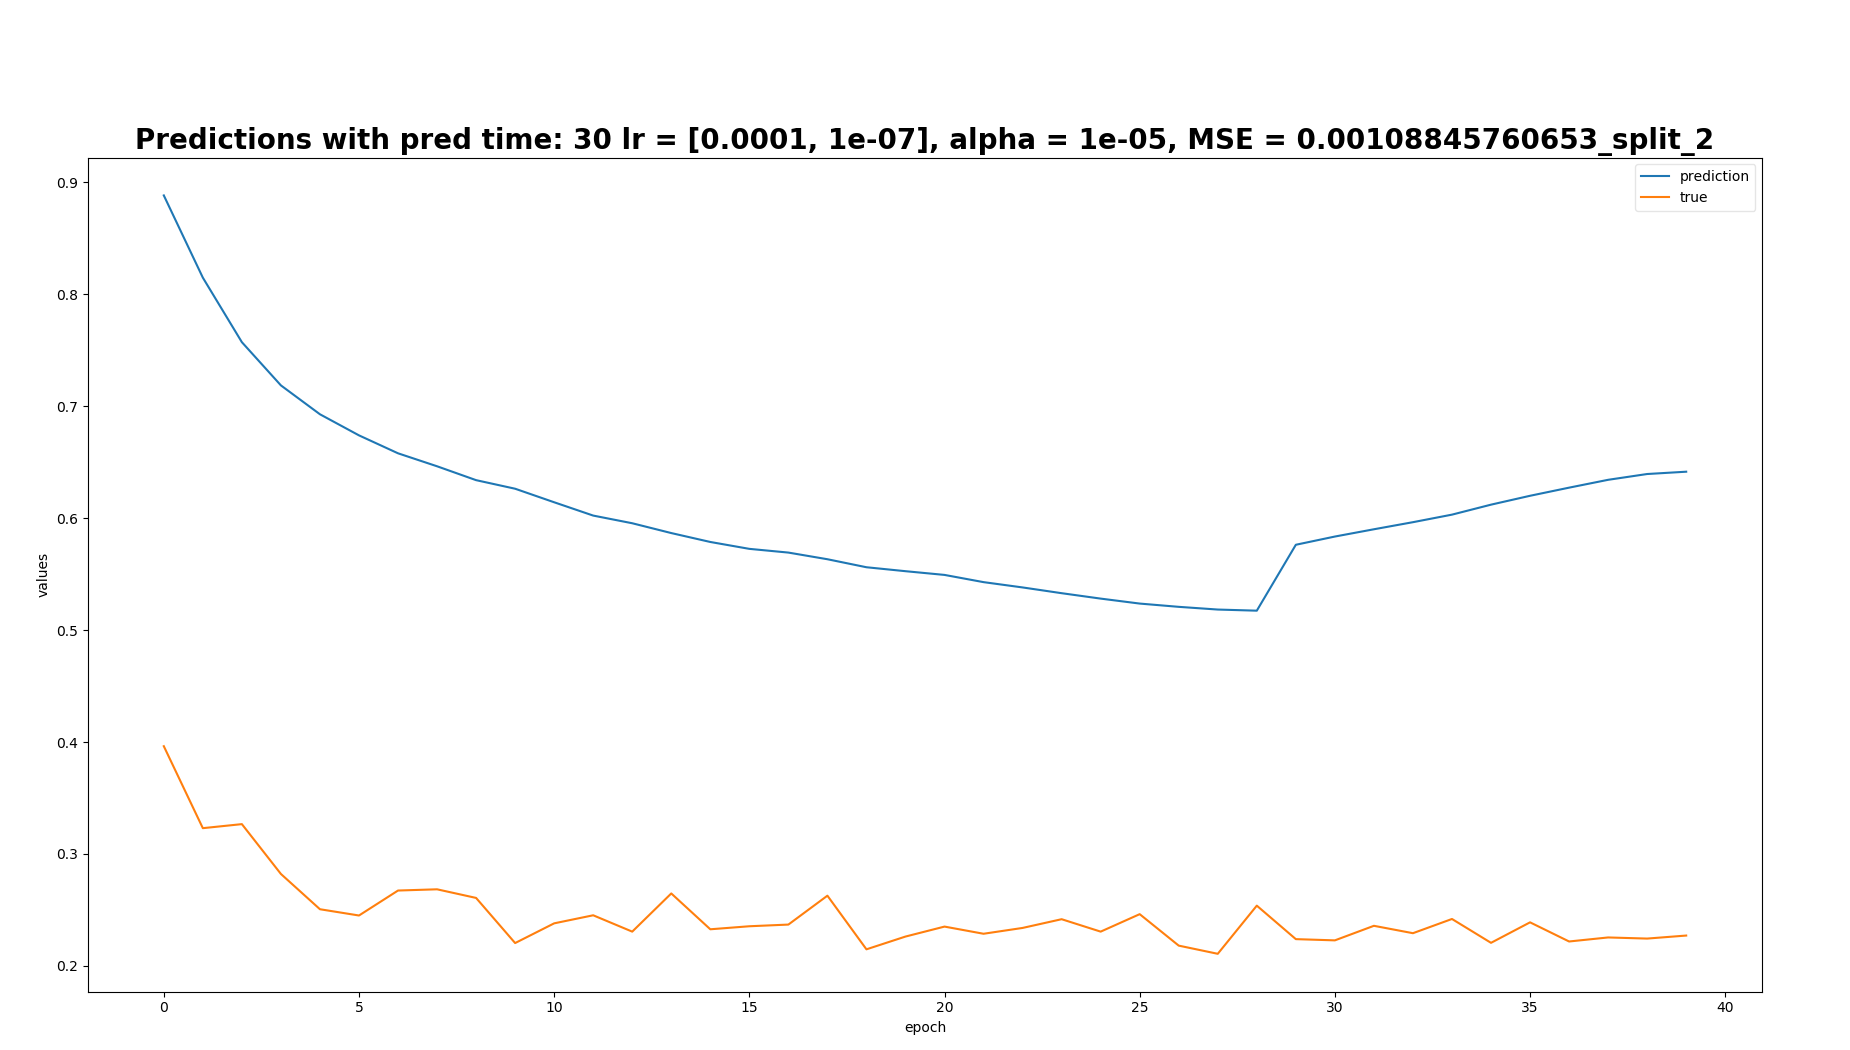 Predictions with pred time: 30 lr = [0.0001, 1e-07], alpha = 1e-05, MSE = 0.00108845760653_split_2
prediction
true
0.9
0.8
0.7
0.6
0.5
0.4
0.3
0.2
values
0 5 10 15 20 25 30 35 40
epoch